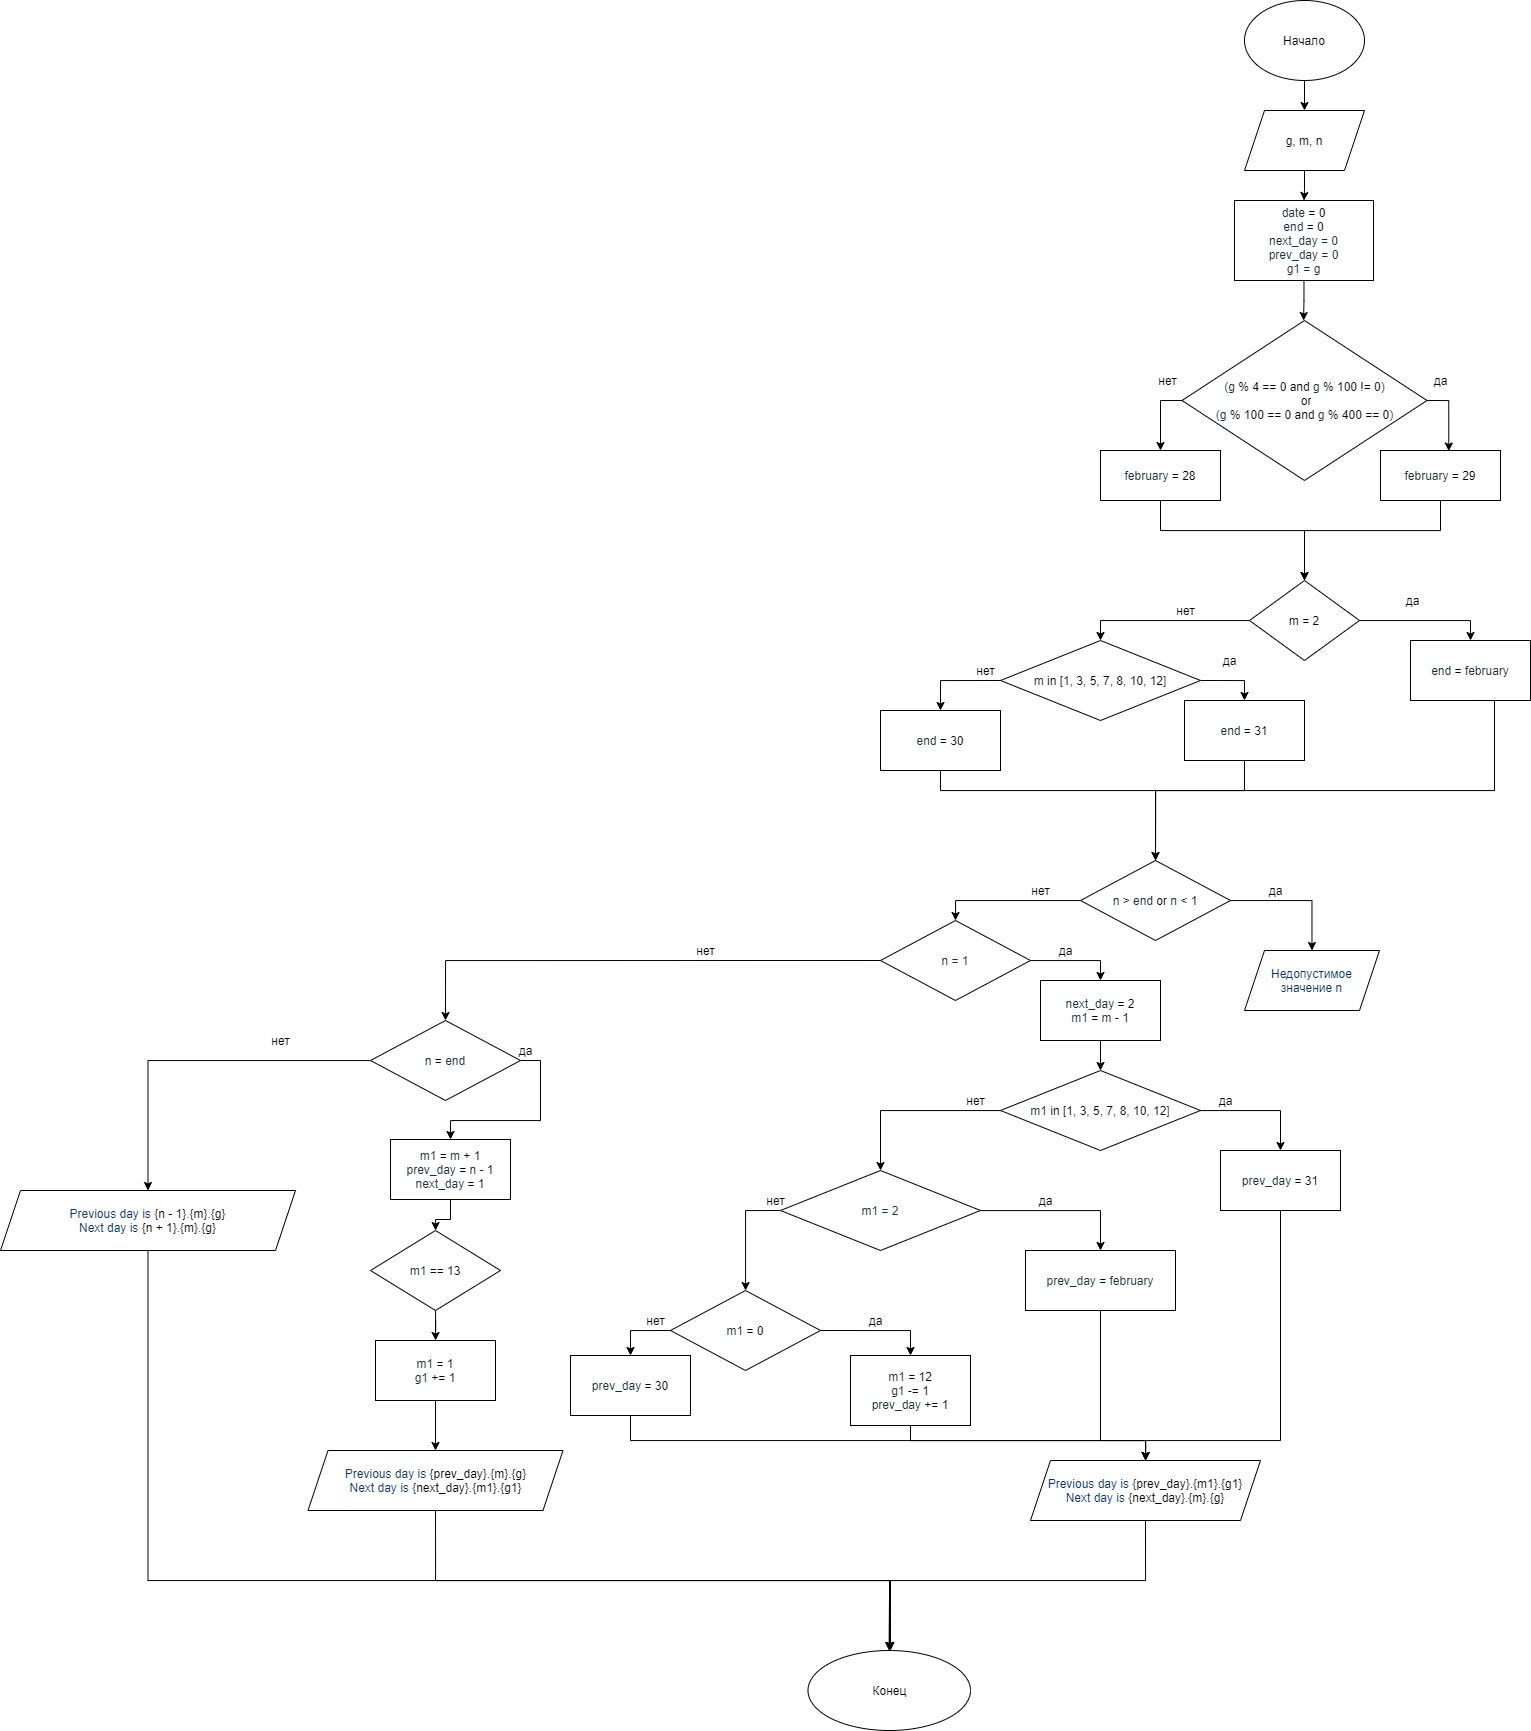 Начало
g, m, n
date = 0
end = 0
next_day = 0
prev_day = 0
g1 = g
нет
да
(g % 4 == 0 and g % 100 != 0)
or
(g % 100 == 0 and g % 400 == 0)
february = 28
february = 29
m = 2
нет
да
end = february
m in [1, 3, 5, 7, 8, 10, 12]
нет
да
end = 30
end = 31
n > end or n < 1
нет
да
Недопустимое
значение n
n = 1
нет
да
next_day = 2
m1 = m - 1
n = end
нет
да
m1 in [1, 3, 5, 7, 8, 10, 12]
нет
да
m1 = m + 1
prev_day = n - 1
next_day = 1
prev_day = 31
Previous day is {n - 1}.{m}.{g}
Next day is {n + 1}.{m}.{g}
m1 = 2
нет
да
m1 == 13
prev_day = february
m1 = 0
нет
да
m1 = 1
g1 += 1
prev_day = 30
m1 = 12
g1 -= 1
prev_day += 1
Previous day is {prev_day}.{m}.{g}
Next day is {next_day}.{m1}.{g1}
Previous day is {prev_day}.{m1}.{g1}
Next day is {next_day}.{m}.{g}
Конец